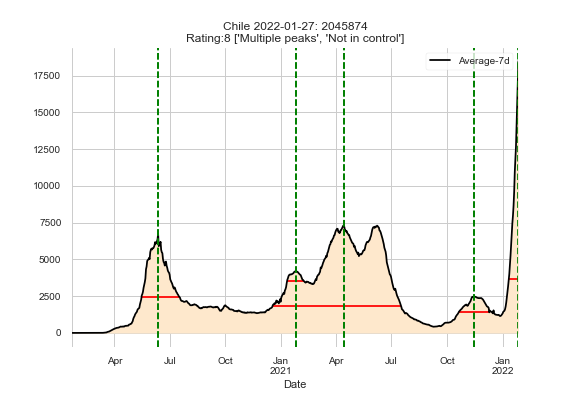 Chile 2022-01-27: 2045874
Rating:8 ['Multiple peaks', 'Not in control']
Average-7d
17500
15000
12500
10000
7500
5000
2500
0
Apr Jul Oct Jan Apr Jul Oct Jan
2021 2022
Date